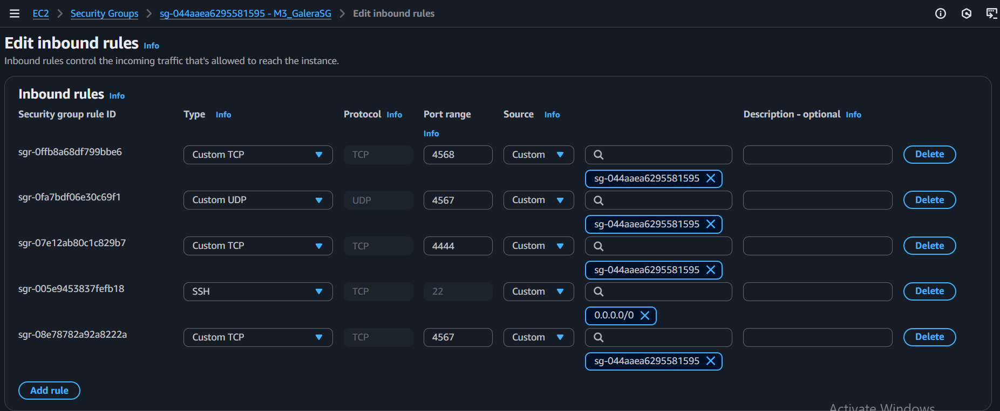 EC2 > Security Groups > sg-044aaea6295581595 - M3_GaleraSG > Edit inbound rules
Edit inbound rules Info
Inbound rules control the incoming traffic that's allowed to reach the instance.
Inbound rules Info
Security group rule ID Type Info Protocol Info Port range Source Info Description - optional Info
Info
sgr-0ffb8a68df799bbe6 Custom TCP TCP 4568 Custom Delete
sg-044aaea6295581595
sgr-0fa7bdf06e30c69f1 Custom UDP UDP 4567 Custom Delete
sg-044aaea6295581595
sgr-07e12ab80c1c829b7 Custom TCP TCP 4444 Custom Delete
sg-044aaea6295581595
sgr-005e9453837fefb18 SSH TCP 22 Custom Delete
0.0.0.0/0
sgr-08e78782a92a8222a Custom TCP TCP 4567 Custom Delete
sg-044aaea6295581595
Add rule
Activate Windows